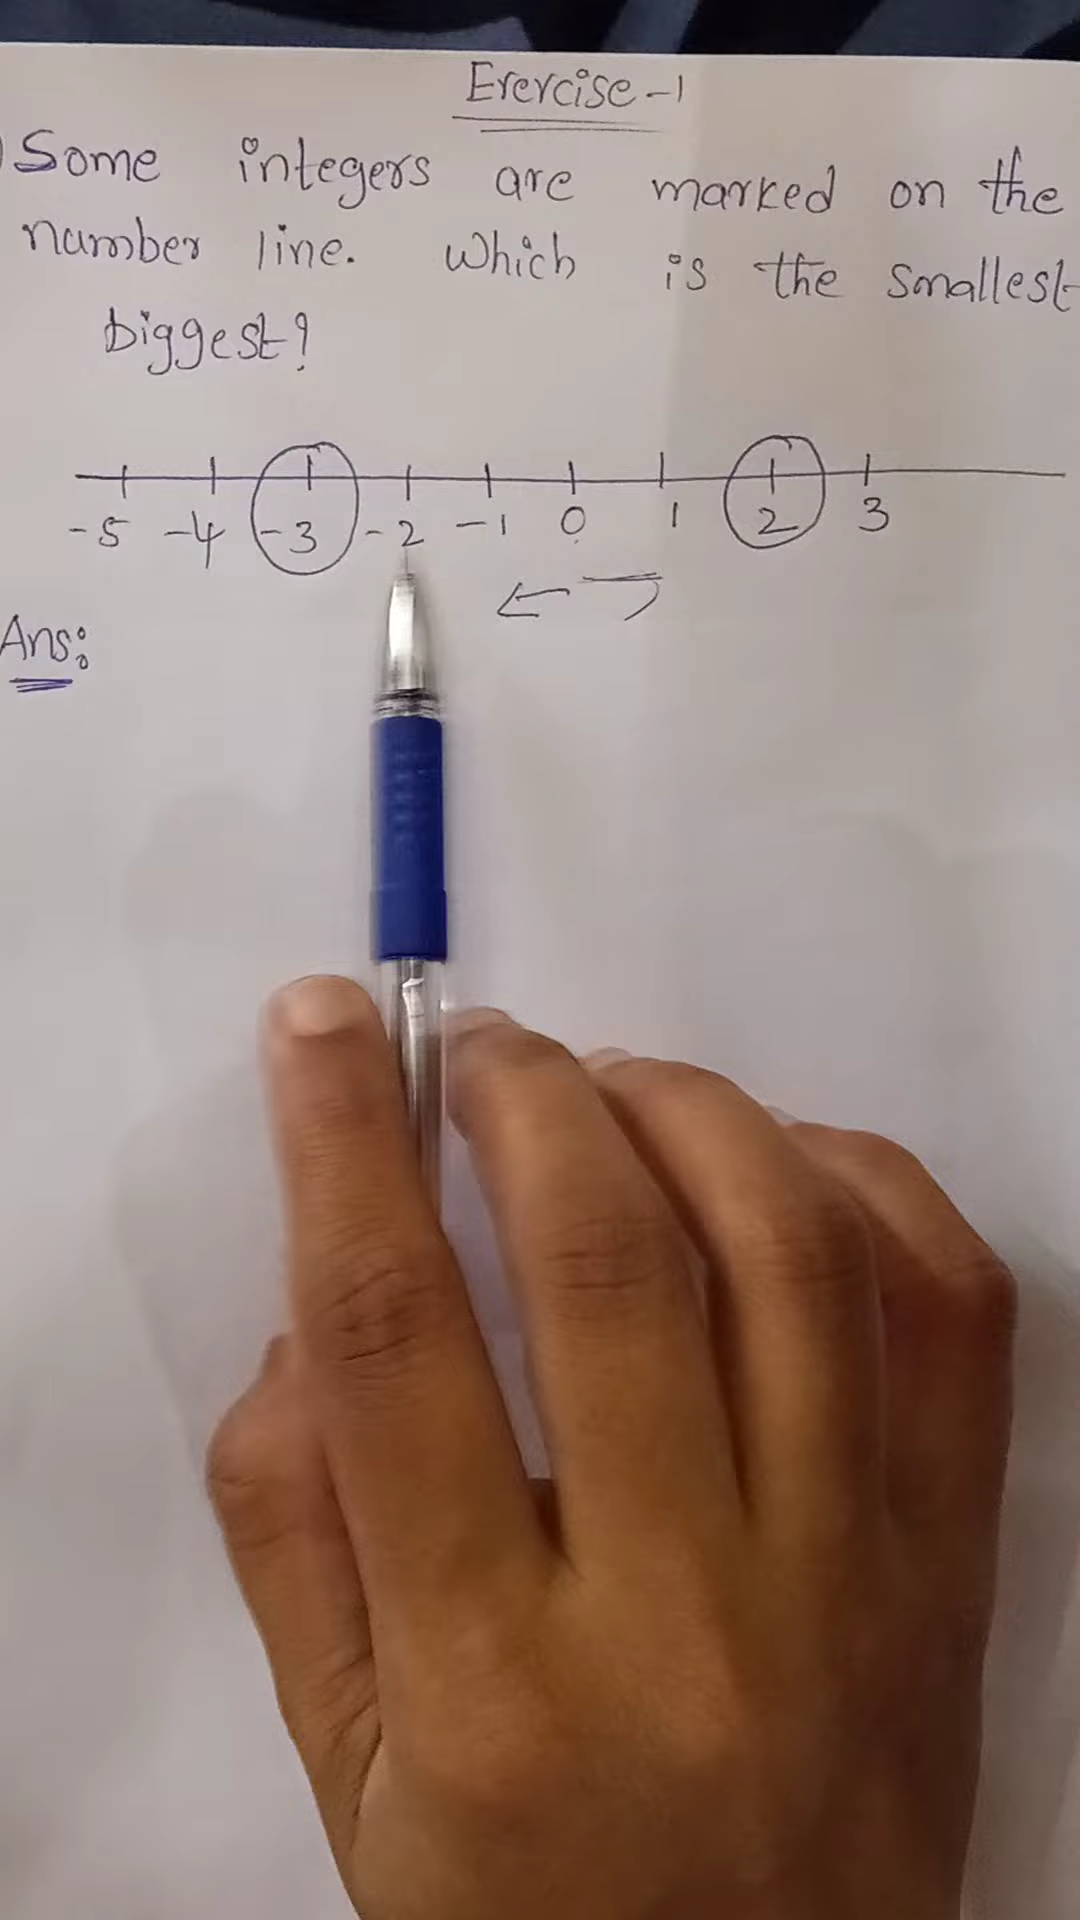 Exercise-1
Some integers are marked on the
number line. Which is the smallest
biggest?
-5 -4 -3 -2 -1 0 1 2 3
Ans: